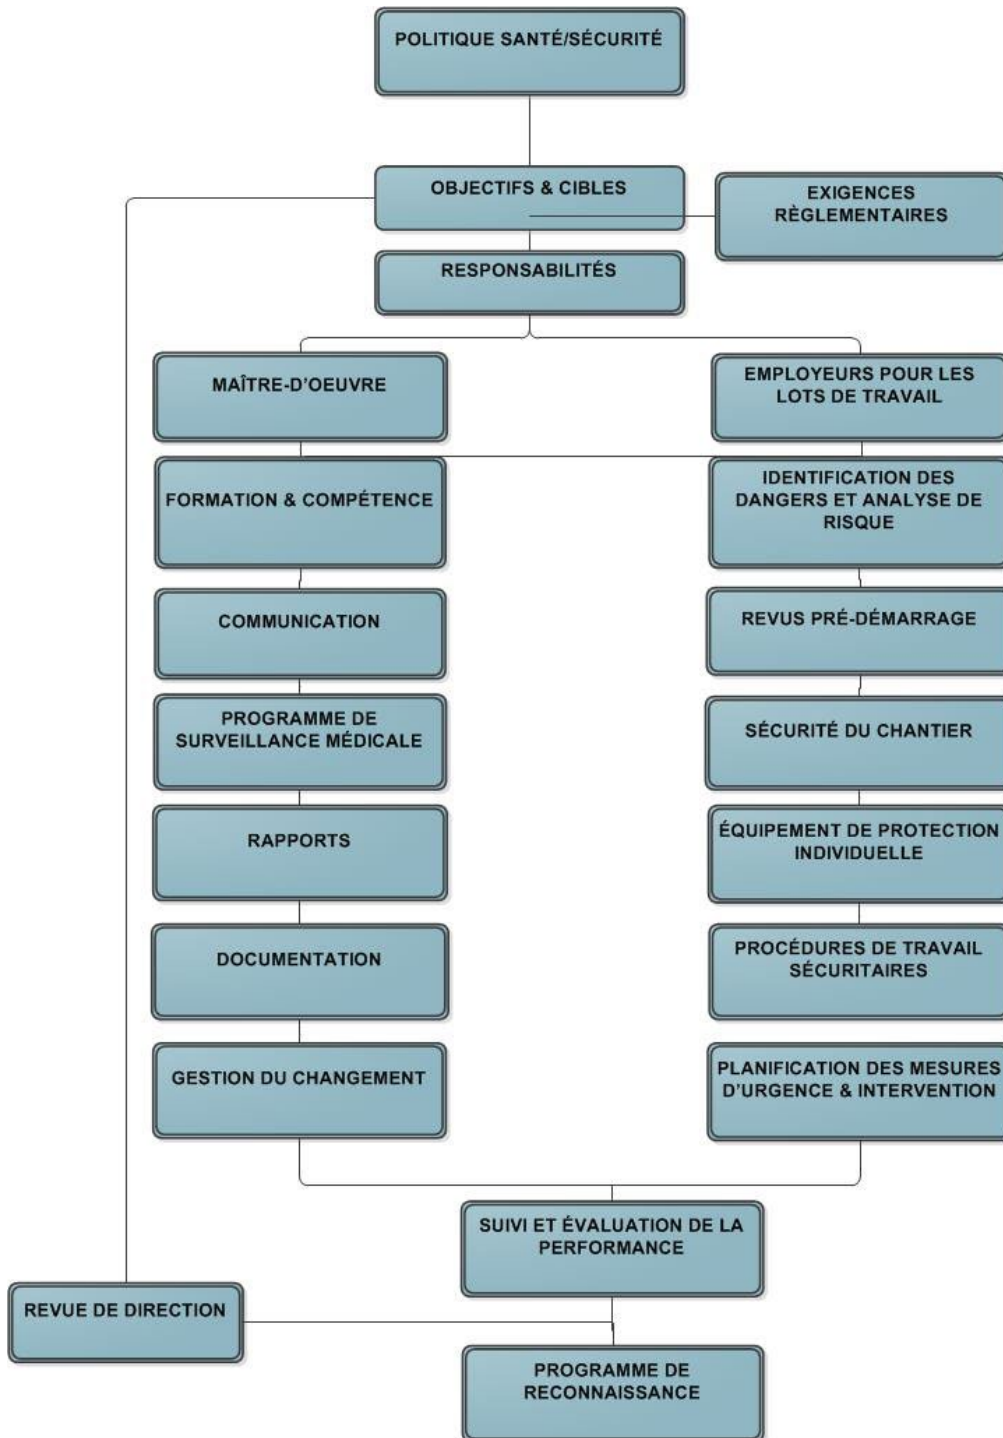 POLITIQUE SANTÉ/SÉCURITÉ
OBJECTIFS & CIBLES
EXIGENCES
RÈGLEMENTAIRES
RESPONSABILITÉS
MAÎTRE-D'OEUVRE
EMPLOYEURS POUR LES
LOTS DE TRAVAIL
FORMATION & COMPÉTENCE
IDENTIFICATION DES
DANGERS ET ANALYSE DE
RISQUE
COMMUNICATION
REVUS PRÉ-DÉMARRAGE
PROGRAMME DE
SURVEILLANCE MÉDICALE
SÉCURITÉ DU CHANTIER
RAPPORTS
ÉQUIPEMENT DE PROTECTION
INDIVIDUELLE
DOCUMENTATION
PROCÉDURES DE TRAVAIL
SÉCURITAIRES
GESTION DU CHANGEMENT
PLANIFICATION DES MESURES
D'URGENCE & INTERVENTION
SUIVI ET ÉVALUATION DE LA
PERFORMANCE
REVUE DE DIRECTION
PROGRAMME DE
RECONNAISSANCE